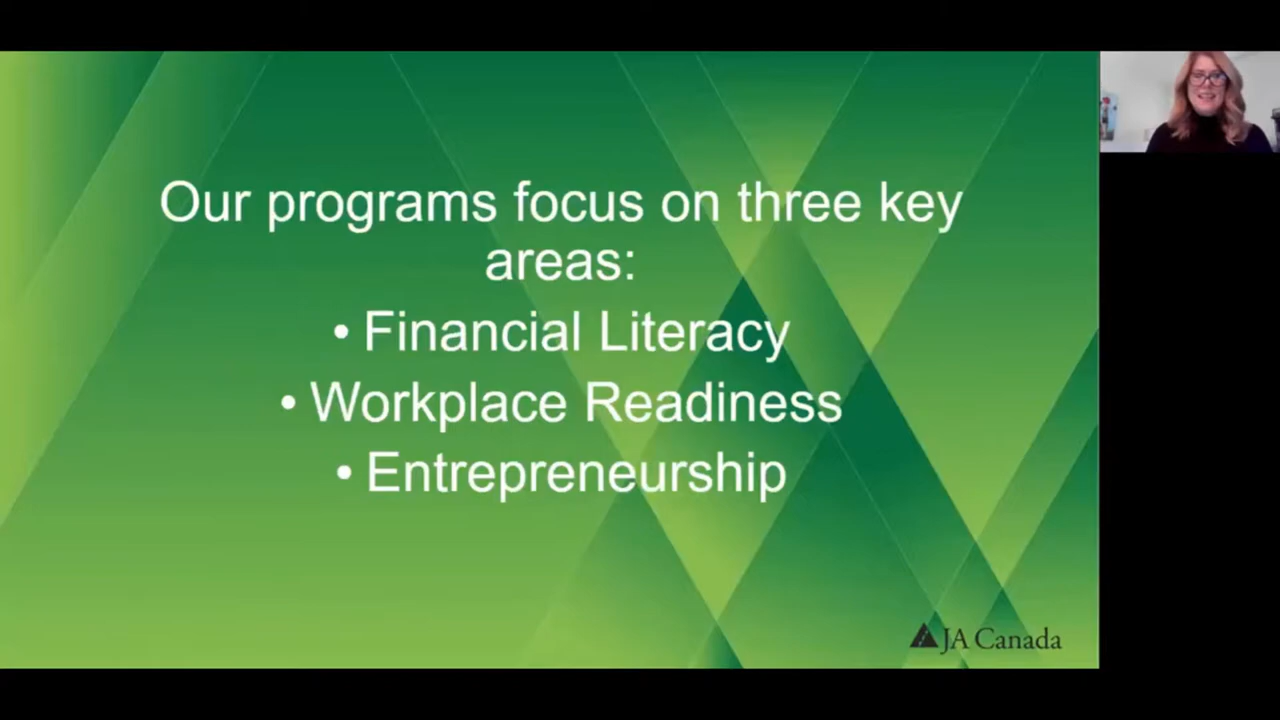 Our programs focus on three key
areas:
• Financial Literacy
• Workplace Readiness
• Entrepreneurship
JA Canada